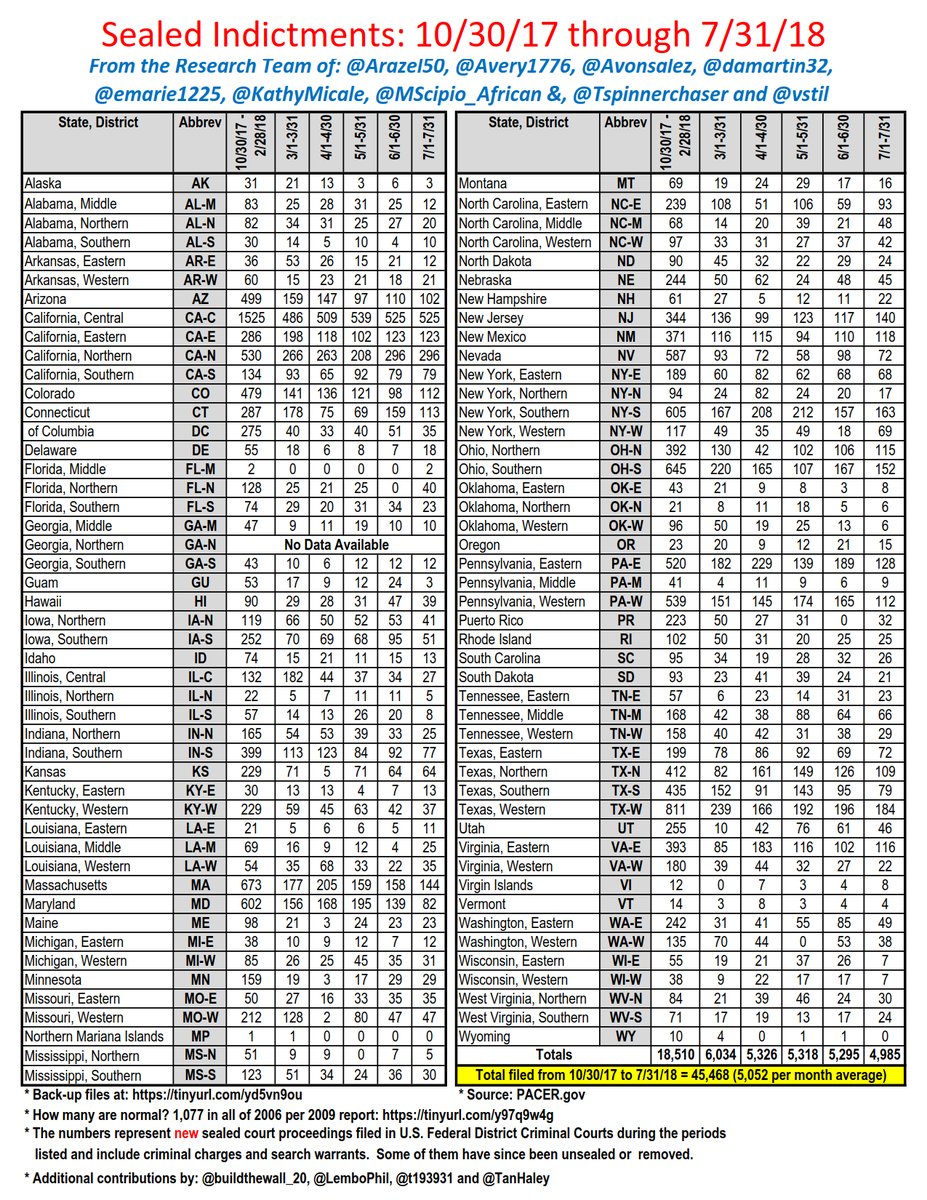 Sealed Indictments: 10/30/17 through 7/31/18
From the Research Team of: @Arazel50, @Avery1776, @Avonsalez, @damartin32,
@emarie1225, @KathyMicale, @MScipio_African &, @Tspinnerchaser and @vstil
State, District Abbrev 10/30/17 - 2/28/18 3/1-3/31 4/1-4/30 5/1-5/31 6/1-6/30 7/1-7/31
Alaska AK 31 21 13 3 6 3
Alabama, Middle AL-M 83 25 28 31 25 12
Alabama, Northern AL-N 82 34 31 25 27 20
Alabama, Southern AL-S 30 14 5 10 4 10
Arkansas, Eastern AR-E 36 53 26 15 21 12
Arkansas, Western AR-W 60 15 23 21 18 21
Arizona AZ 499 159 147 97 110 102
California, Central CA-C 1525 486 509 539 525 525
California, Eastern CA-E 286 198 118 102 123 123
California, Northern CA-N 530 266 263 208 296 296
California, Southern CA-S 134 93 65 92 79 79
Colorado CO 479 141 136 121 98 112
Connecticut CT 287 178 75 69 159 113
of Columbia DC 275 40 33 40 51 35
Delaware DE 55 18 6 8 7 18
Florida, Middle FL-M 2 0 0 0 0 2
Florida, Northern FL-N 128 25 21 25 0 40
Florida, Southern FL-S 74 29 20 31 34 23
Georgia, Middle GA-M 47 9 11 19 10 10
Georgia, Northern GA-N No Data Available
Georgia, Southern GA-S 43 10 6 12 12 12
Guam GU 53 17 9 12 24 3
Hawaii HI 90 29 28 31 47 39
Iowa, Northern IA-N 119 66 50 52 53 41
Iowa, Southern IA-S 252 70 69 68 95 51
Idaho ID 74 15 21 11 15 13
Illinois, Central IL-C 132 182 44 37 34 27
Illinois, Northern IL-N 22 5 7 11 11 5
Illinois, Southern IL-S 57 14 13 26 20 8
Indiana, Northern IN-N 165 54 53 39 33 25
Indiana, Southern IN-S 399 113 123 84 92 77
Kansas KS 229 71 5 71 64 64
Kentucky, Eastern KY-E 30 13 13 4 7 13
Kentucky, Western KY-W 229 59 45 63 42 37
Louisiana, Eastern LA-E 21 5 6 6 5 11
Louisiana, Middle LA-M 69 16 9 12 4 25
Louisiana, Western LA-W 54 35 68 33 22 35
Massachusetts MA 673 177 205 159 158 144
Maryland MD 602 156 168 195 139 82
Maine ME 98 21 3 24 23 23
Michigan, Eastern MI-E 38 10 9 12 7 12
Michigan, Western MI-W 85 26 25 45 35 31
Minnesota MN 159 19 3 17 29 29
Missouri, Eastern MO-E 50 27 16 33 35 35
Missouri, Western MO-W 212 128 2 80 47 47
Northern Mariana Islands MP 1 1 0 0 0 0
Mississippi, Northern MS-N 51 9 9 0 7 5
Mississippi, Southern MS-S 123 51 34 24 36 30
State, District Abbrev 10/30/17 - 2/28/18 3/1-3/31 4/1-4/30 5/1-5/31 6/1-6/30 7/1-7/31
Montana MT 69 19 24 29 17 16
North Carolina, Eastern NC-E 239 108 51 106 59 93
North Carolina, Middle NC-M 68 14 20 39 21 48
North Carolina, Western NC-W 97 33 31 27 37 42
North Dakota ND 90 45 32 22 29 24
Nebraska NE 244 50 62 24 48 45
New Hampshire NH 61 27 5 12 11 22
New Jersey NJ 344 136 99 123 117 140
New Mexico NM 371 116 115 94 110 118
Nevada NV 587 93 72 58 98 72
New York, Eastern NY-E 189 60 82 62 68 68
New York, Northern NY-N 94 24 82 24 20 17
New York, Southern NY-S 605 167 208 212 157 163
New York, Western NY-W 117 49 35 49 18 69
Ohio, Northern OH-N 392 130 42 102 106 115
Ohio, Southern OH-S 645 220 165 107 167 152
Oklahoma, Eastern OK-E 43 21 9 8 3 8
Oklahoma, Northern OK-N 21 8 11 18 5 6
Oklahoma, Western OK-W 96 50 19 25 13 6
Oregon OR 23 20 9 12 21 15
Pennsylvania, Eastern PA-E 520 182 229 139 189 128
Pennsylvania, Middle PA-M 41 4 11 9 6 9
Pennsylvania, Western PA-W 539 151 145 174 165 112
Puerto Rico PR 223 50 27 31 0 32
Rhode Island RI 102 50 31 20 25 25
South Carolina SC 95 34 19 28 32 26
South Dakota SD 93 23 41 39 24 21
Tennessee, Eastern TN-E 57 6 23 14 31 23
Tennessee, Middle TN-M 168 42 38 88 64 66
Tennessee, Western TN-W 158 40 42 31 38 29
Texas, Eastern TX-E 199 78 86 92 69 72
Texas, Northern TX-N 412 82 161 149 126 109
Texas, Southern TX-S 435 152 91 143 95 79
Texas, Western TX-W 811 239 166 192 196 184
Utah UT 255 10 42 76 61 46
Virginia, Eastern VA-E 393 85 183 116 102 116
Virginia, Western VA-W 180 39 44 32 27 22
Virgin Islands VI 12 0 7 3 4 8
Vermont VT 14 3 8 3 4 4
Washington, Eastern WA-E 242 31 41 55 85 49
Washington, Western WA-W 135 70 44 0 53 38
Wisconsin, Eastern WI-E 55 19 21 37 26 7
Wisconsin, Western WI-W 38 9 22 17 17 7
West Virginia, Northern WV-N 84 21 39 46 24 30
West Virginia, Southern WV-S 71 17 19 13 17 24
Wyoming WY 10 4 0 1 1 0
Totals 18,510 6,034 5,326 5,318 5,295 4,985
Total filed from 10/30/17 to 7/31/18 = 45,468 (5,052 per month average)
* Back-up files at: https://tinyurl.com/yd5vn9ou
* Source: PACER.gov
* How many are normal? 1,077 in all of 2006 per 2009 report: https://tinyurl.com/y97q9w4g
* The numbers represent new sealed court proceedings filed in U.S. Federal District Criminal Courts during the periods
listed and include criminal charges and search warrants. Some of them have since been unsealed or removed.
* Additional contributions by: @buildthewall_20, @LemboPhil, @t193931 and @TanHaley